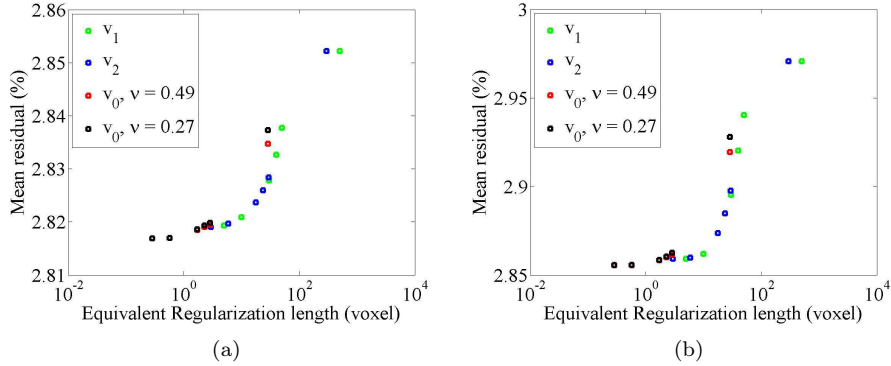 2.86
2.85
2.84
2.83
2.82
2.81
Mean residual (%)
v₁
v₂
v₀, ν = 0.49
v₀, ν = 0.27
10⁻² 10⁰ 10² 10⁴
Equivalent Regularization length (voxel)
(a)
3
2.95
2.9
2.85
Mean residual (%)
v₁
v₂
v₀, ν = 0.49
v₀, ν = 0.27
10⁻² 10⁰ 10² 10⁴
Equivalent Regularization length (voxel)
(b)